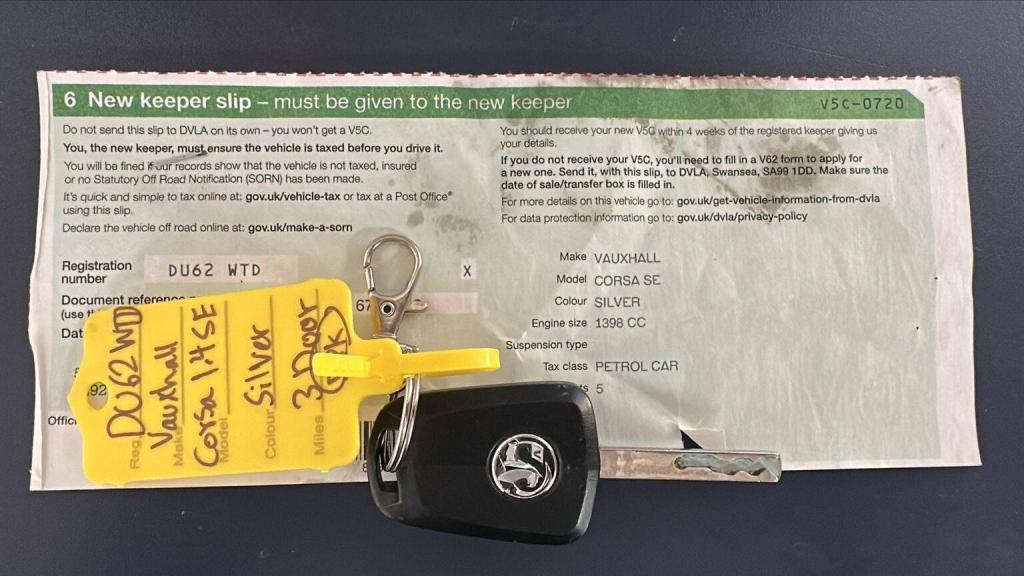 6 New keeper slip – must be given to the new keeper
V5C-0720
Do not send this slip to DVLA on its own – you won't get a V5C.
You, the new keeper, must ensure the vehicle is taxed before you drive it.
You will be fined if our records show that the vehicle is not taxed, insured
or no Statutory Off Road Notification (SORN) has been made.
It's quick and simple to tax online at: gov.uk/vehicle-tax or tax at a Post Office®
using this slip.
Declare the vehicle off road online at: gov.uk/make-a-sorn
You should receive your new V5C within 4 weeks of the registered keeper giving us
your details.
If you do not receive your V5C, you'll need to fill in a V62 form to apply for
a new one. Send it, with this slip, to DVLA, Swansea, SA99 1DD. Make sure the
date of sale/transfer box is filled in.
For more details on this vehicle go to: gov.uk/get-vehicle-information-from-dvla
For data protection information go to: gov.uk/dvla/privacy-policy
Registration
number
DU62 WTD
X
Document reference
(use
67
Dat
92
Offic
Make VAUXHALL
Model CORSA SE
Colour SILVER
Engine size 1398 CC
Suspension type
Tax class PETROL CAR
5
Reg. DU62 WTD
Make Vauxhall
Model Corsa 1.4 SE
Colour Silver
Miles 3 Door